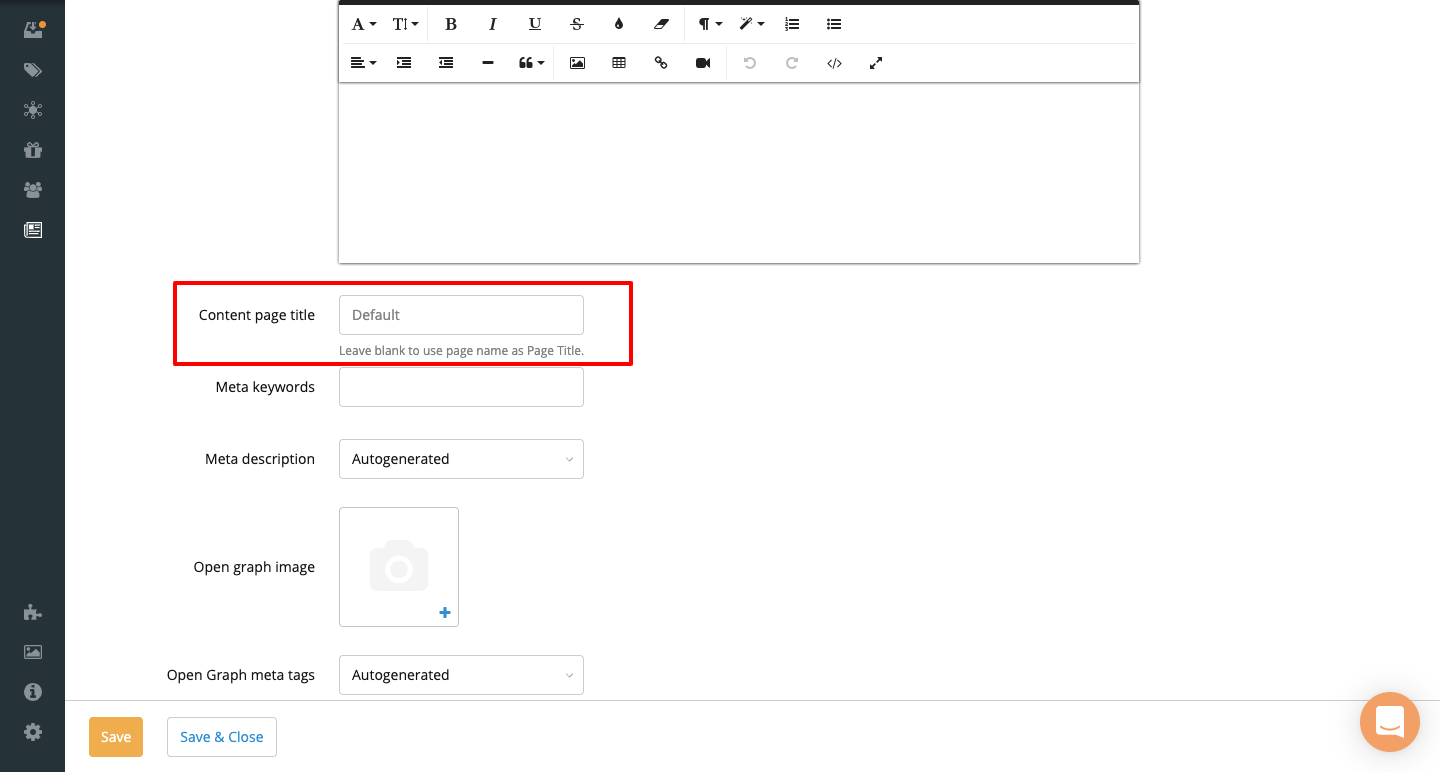 Content page title
Default
Leave blank to use page name as Page Title.
Meta keywords
Meta description
Autogenerated
Open graph image
Open Graph meta tags
Autogenerated
Save
Save & Close